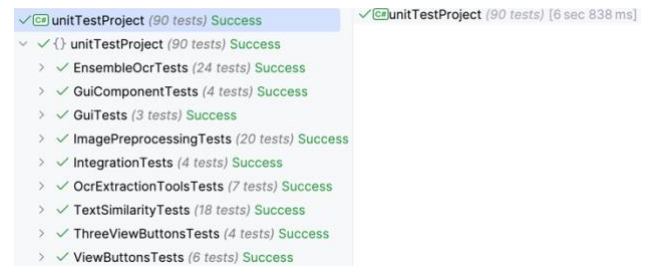 C# unitTestProject (90 tests) Success
{} unitTestProject (90 tests) Success
EnsembleOcrTests (24 tests) Success
GuiComponentTests (4 tests) Success
GuiTests (3 tests) Success
ImagePreprocessingTests (20 tests) Success
IntegrationTests (4 tests) Success
OcrExtractionToolsTests (7 tests) Success
TextSimilarityTests (18 tests) Success
ThreeViewButtonsTests (4 tests) Success
ViewButtonsTests (6 tests) Success
C# unitTestProject (90 tests) [6 sec 838 ms]